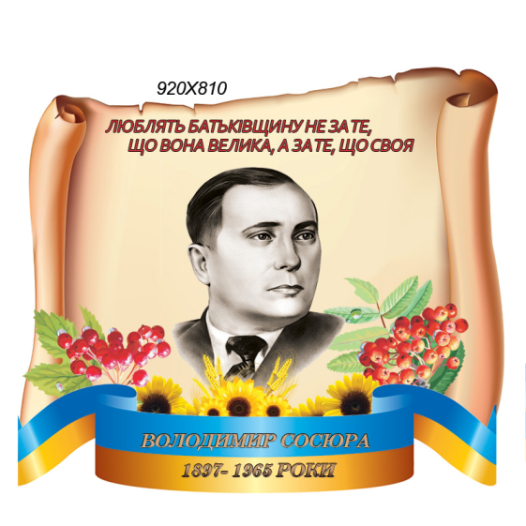 920X810
ЛЮБЛЯТЬ БАТЬКІВЩИНУ НЕ ЗА ТЕ,
ЩО ВОНА ВЕЛИКА, А ЗА ТЕ, ЩО СВОЯ
ВОЛОДИМИР СОСЮРА
1897- 1965 РОКИ